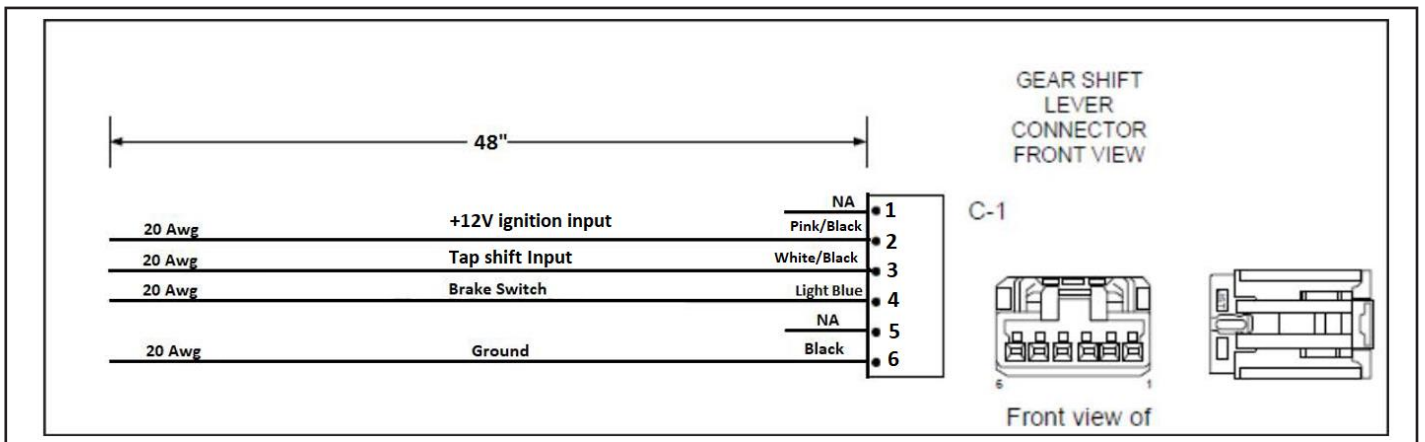 GEAR SHIFT
LEVER
CONNECTOR
FRONT VIEW
48"
C-1
NA 1
20 Awg +12V ignition input Pink/Black 2
20 Awg Tap shift Input White/Black 3
20 Awg Brake Switch Light Blue 4
NA 5
20 Awg Ground Black 6
6 1
Front view of